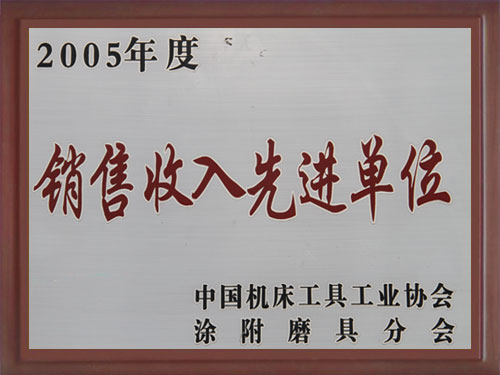 2005年度
销售收入先进单位
中国机床工具工业协会
涂附磨具分会